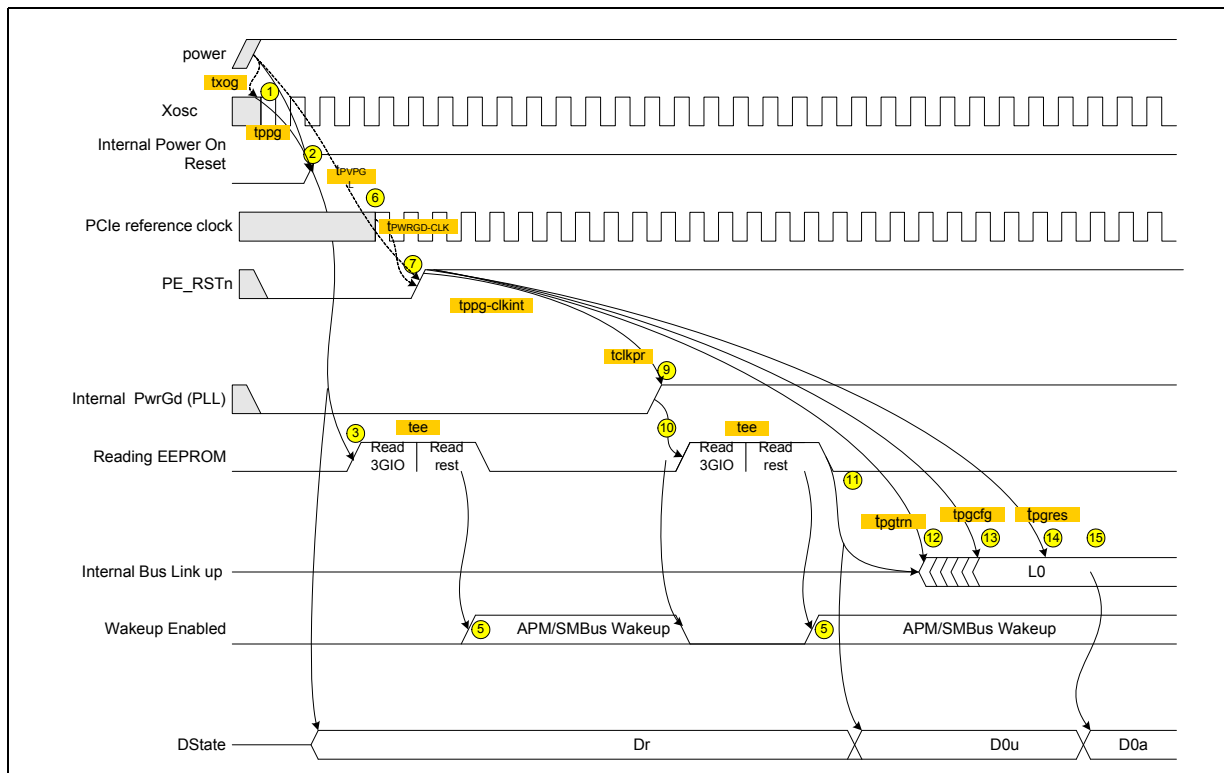 power
txog
1
Xosc
tppg
Internal Power On
Reset
2
tPVPG
L
6
PCIe reference clock
tPWRGD-CLK
7
PE_RSTn
tppg-clkint
tclkpr
9
Internal PwrGd (PLL)
3
tee
10
tee
Reading EEPROM
Read
3GIO
Read
rest
Read
3GIO
Read
rest
11
tpgtrn
tpgcfg
tpgres
12
13
14
15
Internal Bus Link up
L0
Wakeup Enabled
5
APM/SMBus Wakeup
5
APM/SMBus Wakeup
DState
Dr
D0u
D0a